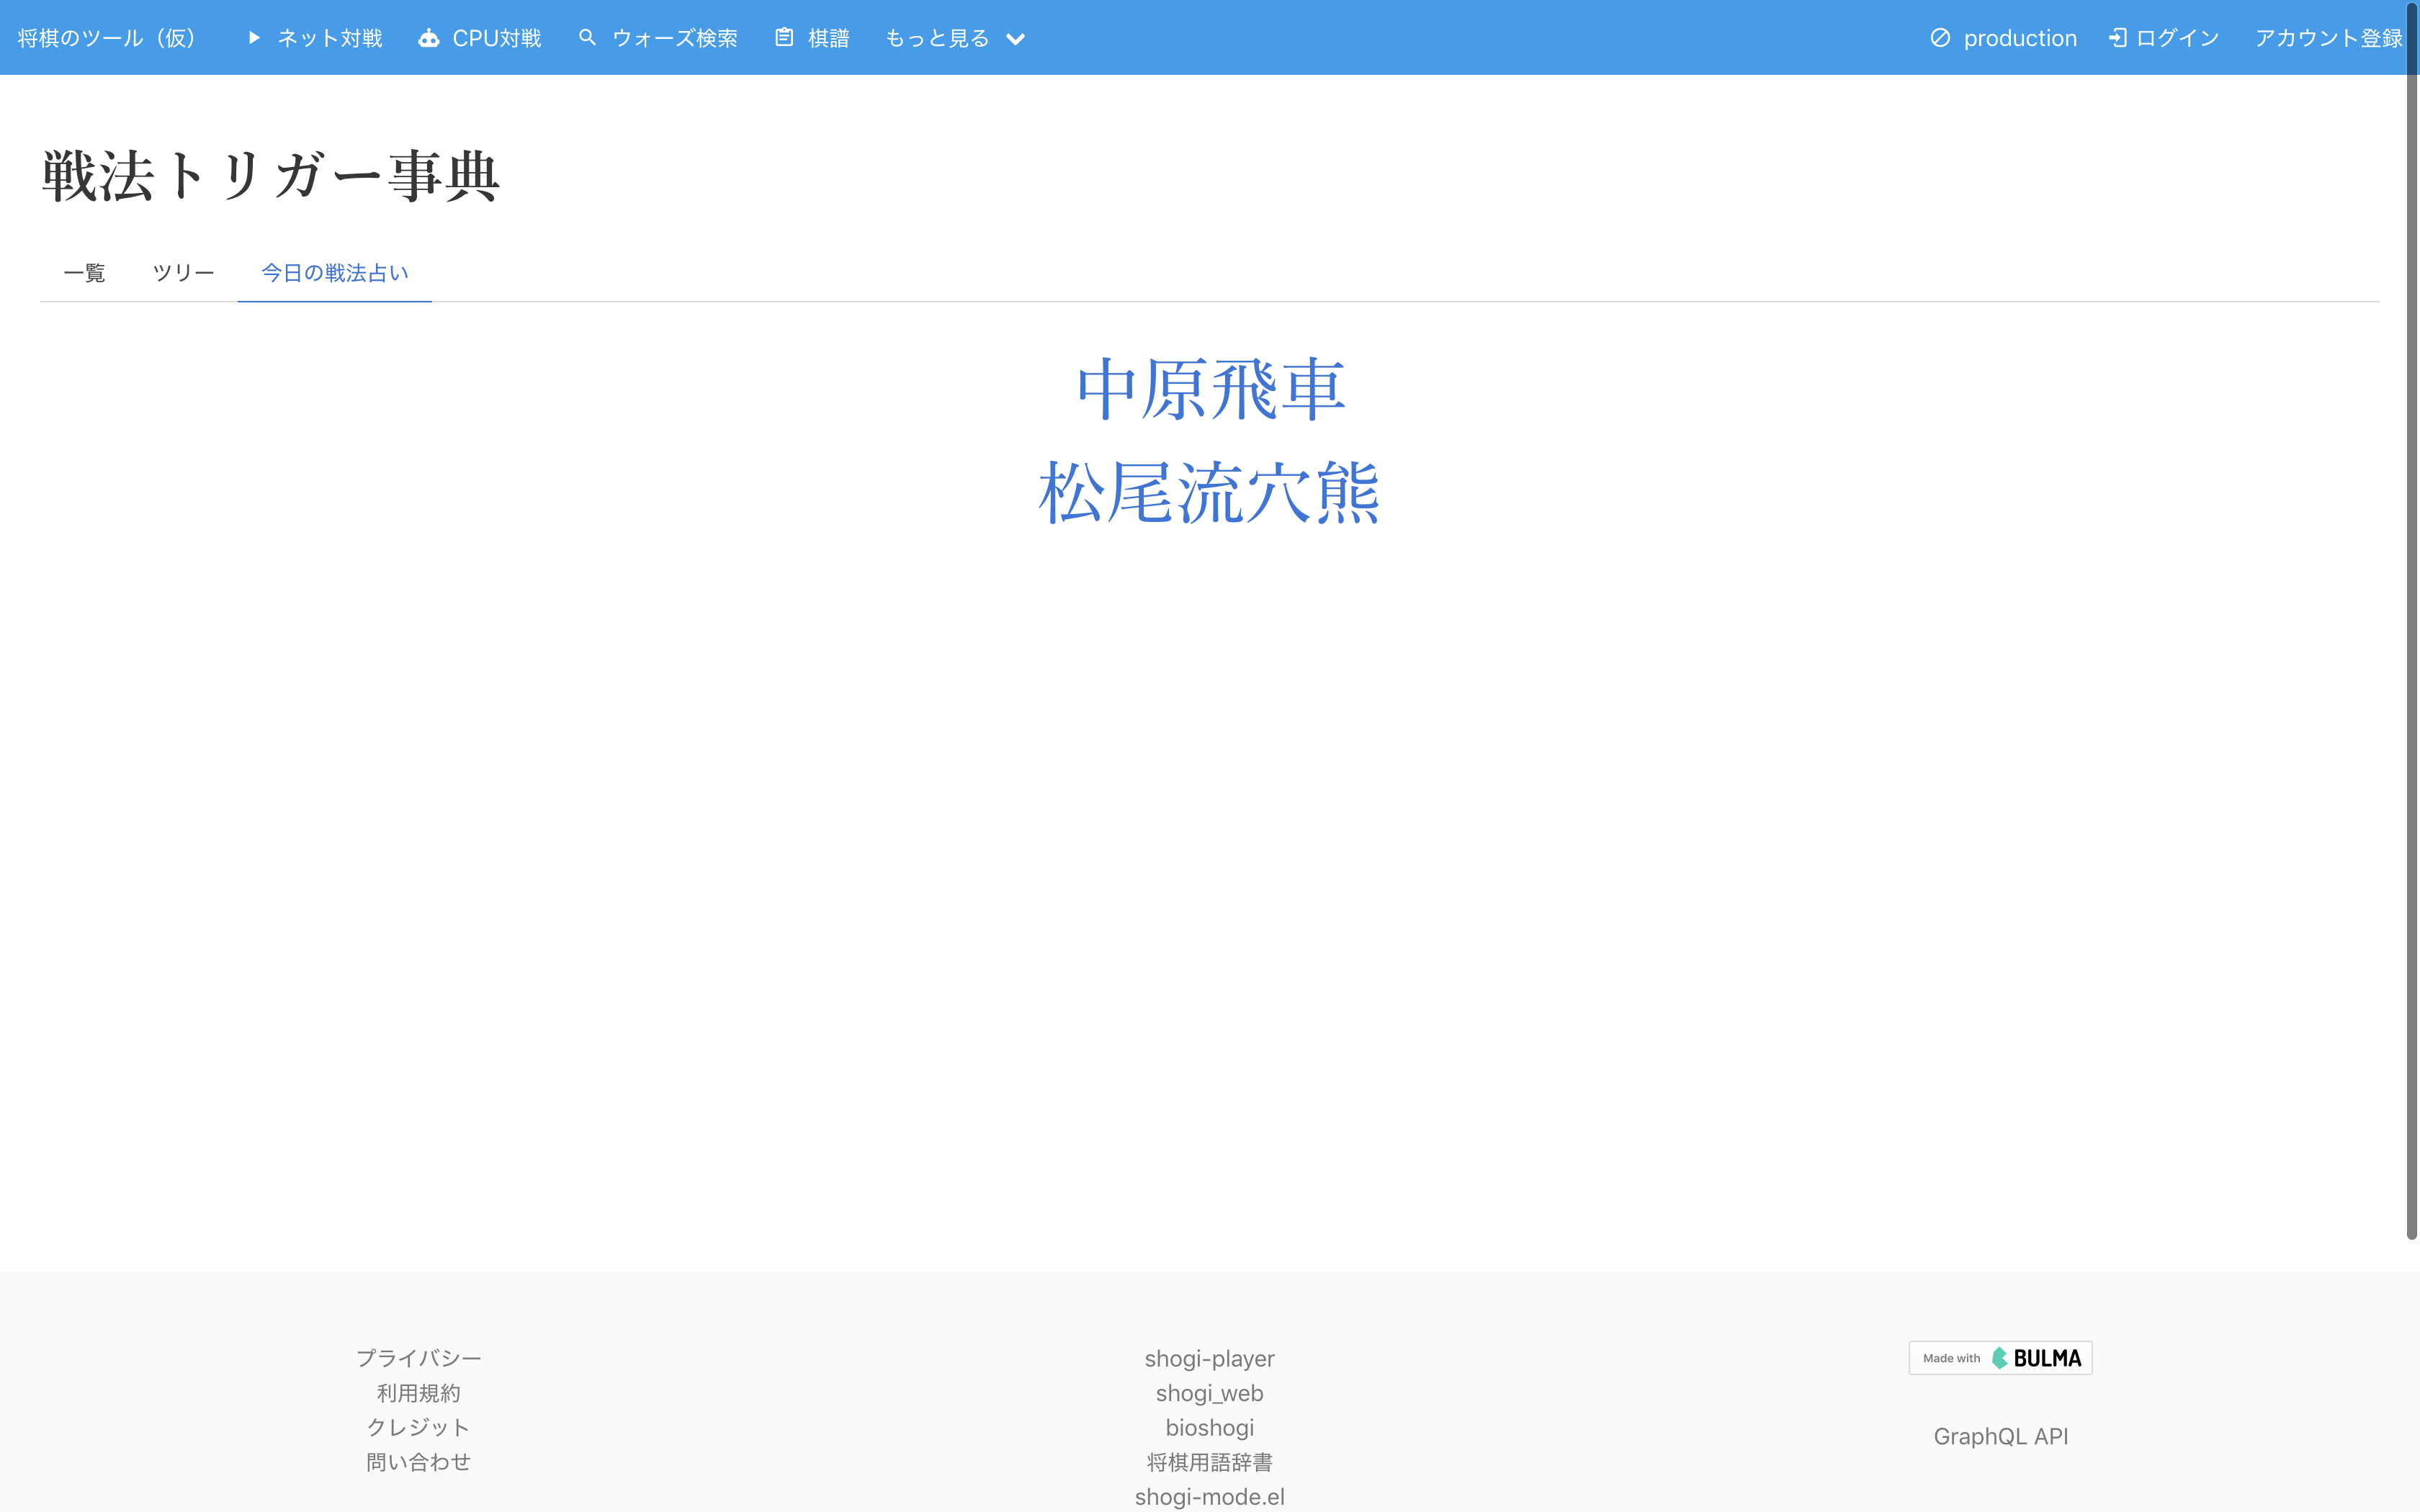 将棋のツール（仮） ネット対戦 CPU対戦 ウォーズ検索 棋譜 もっと見る production ログイン アカウント登録
戦法トリガー事典
一覧 ツリー 今日の戦法占い
中原飛車
松尾流穴熊
プライバシー
利用規約
クレジット
問い合わせ
shogi-player
shogi_web
bioshogi
将棋用語辞書
shogi-mode.el
Made with BULMA
GraphQL API